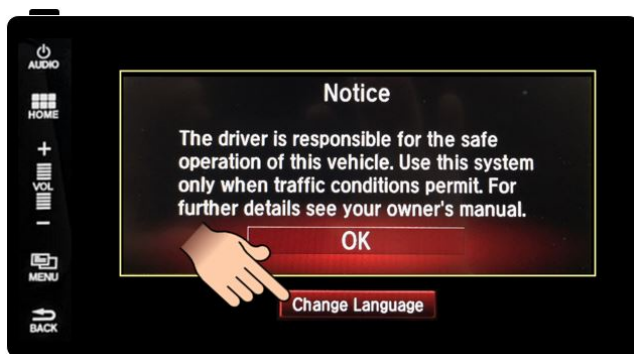 AUDIO
HOME
+
VOL
−
MENU
BACK
Notice
The driver is responsible for the safe
operation of this vehicle. Use this system
only when traffic conditions permit. For
further details see your owner's manual.
OK
Change Language